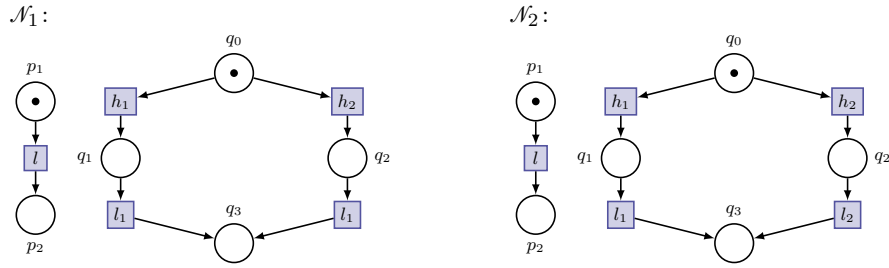 𝒩₁:
q₀
p₁
h₁
h₂
l
q₁
q₂
l₁
l₁
q₃
p₂
𝒩₂:
q₀
p₁
h₁
h₂
l
q₁
q₂
l₁
l₂
q₃
p₂